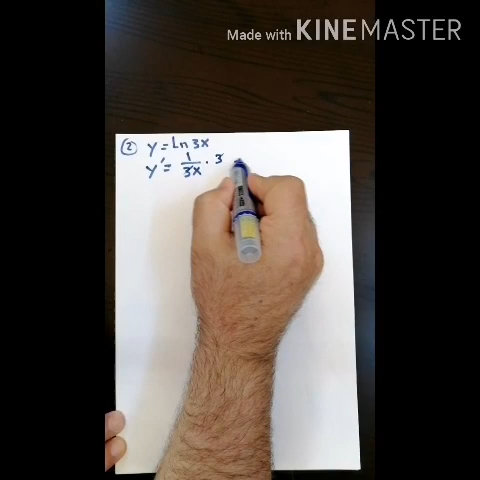 Made with KINEMASTER
② y = Ln 3x
y' = 1/3x · 3